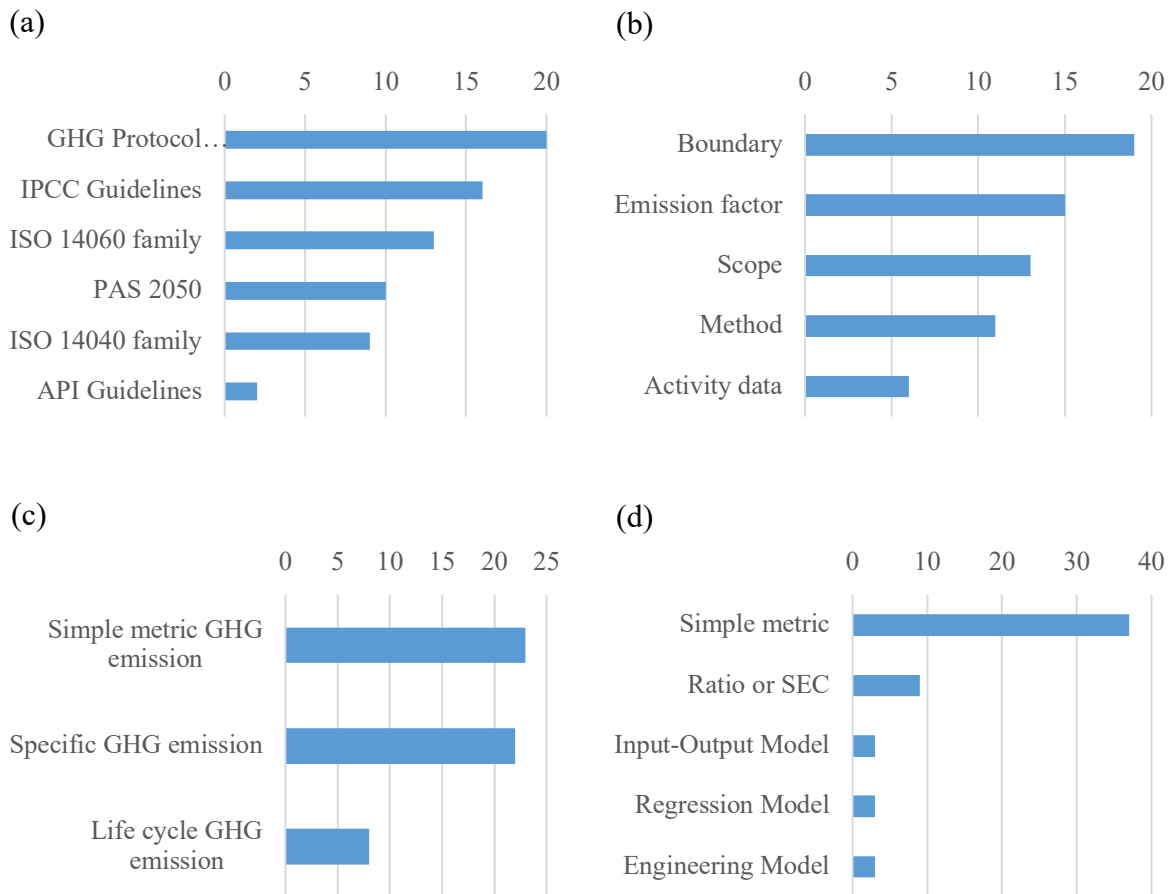 (a)
0 5 10 15 20
GHG Protocol…
IPCC Guidelines
ISO 14060 family
PAS 2050
ISO 14040 family
API Guidelines
(b)
0 5 10 15 20
Boundary
Emission factor
Scope
Method
Activity data
(c)
0 5 10 15 20 25
Simple metric GHG
emission
Specific GHG emission
Life cycle GHG
emission
(d)
0 10 20 30 40
Simple metric
Ratio or SEC
Input-Output Model
Regression Model
Engineering Model